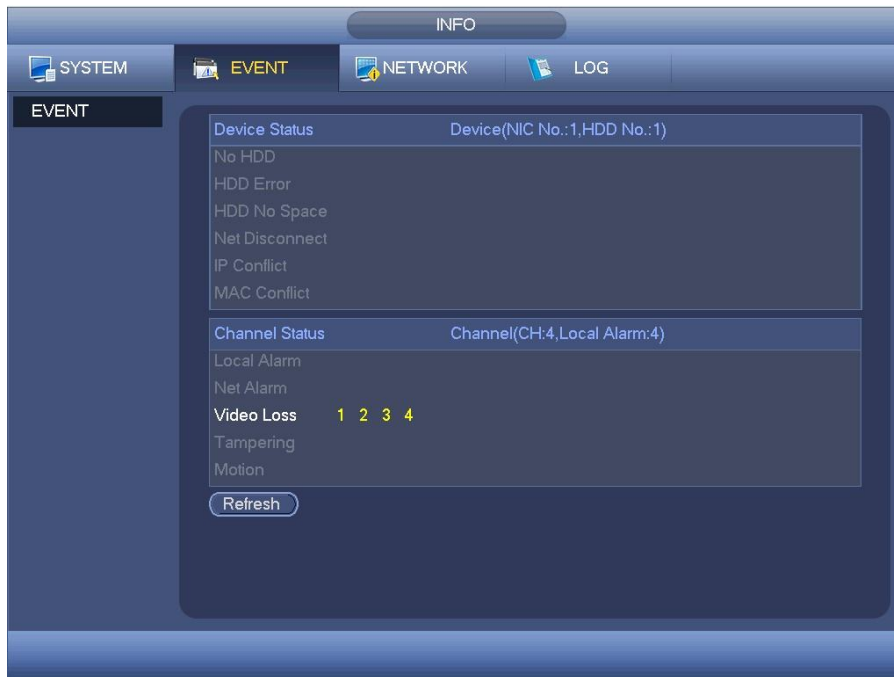 INFO
SYSTEM EVENT NETWORK LOG
EVENT
Device Status Device(NIC No.:1,HDD No.:1)
No HDD
HDD Error
HDD No Space
Net Disconnect
IP Conflict
MAC Conflict
Channel Status Channel(CH:4,Local Alarm:4)
Local Alarm
Net Alarm
Video Loss 1 2 3 4
Tampering
Motion
Refresh